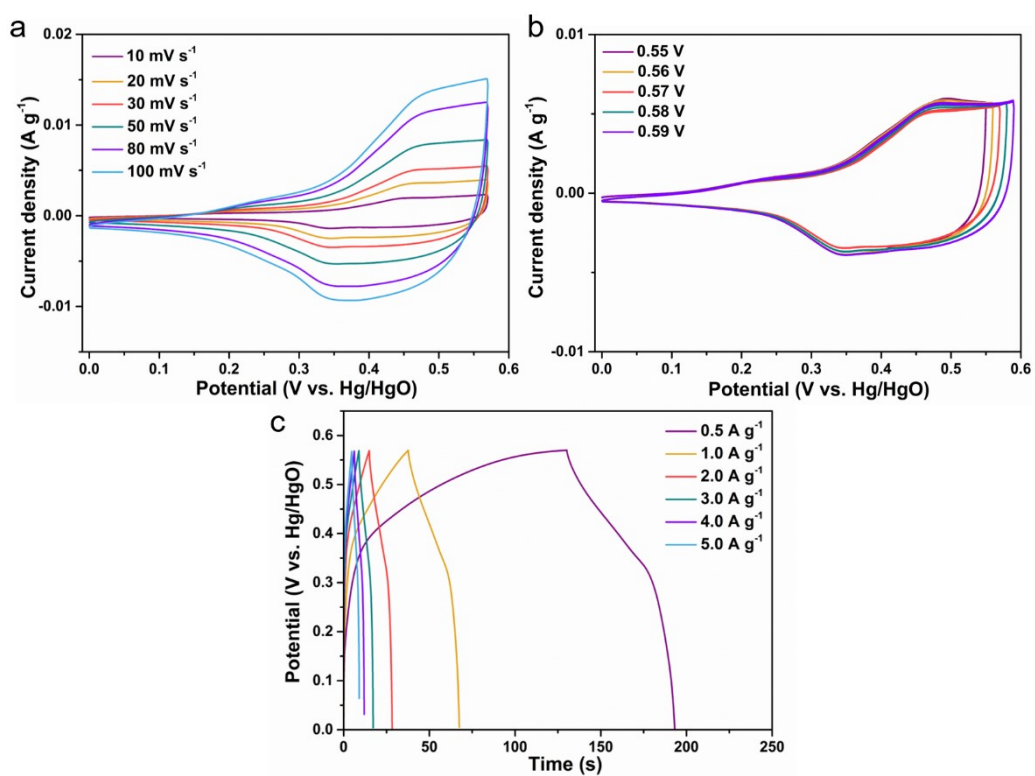 a
0.02
0.01
0.00
-0.01
Current density (A g⁻¹)
10 mV s⁻¹
20 mV s⁻¹
30 mV s⁻¹
50 mV s⁻¹
80 mV s⁻¹
100 mV s⁻¹
0.0 0.1 0.2 0.3 0.4 0.5 0.6
Potential (V vs. Hg/HgO)
b
0.01
0.00
-0.01
Current density (A g⁻¹)
0.55 V
0.56 V
0.57 V
0.58 V
0.59 V
0.0 0.1 0.2 0.3 0.4 0.5 0.6
Potential (V vs. Hg/HgO)
c
0.6
0.5
0.4
0.3
0.2
0.1
0.0
Potential (V vs. Hg/HgO)
0.5 A g⁻¹
1.0 A g⁻¹
2.0 A g⁻¹
3.0 A g⁻¹
4.0 A g⁻¹
5.0 A g⁻¹
0 50 100 150 200 250
Time (s)